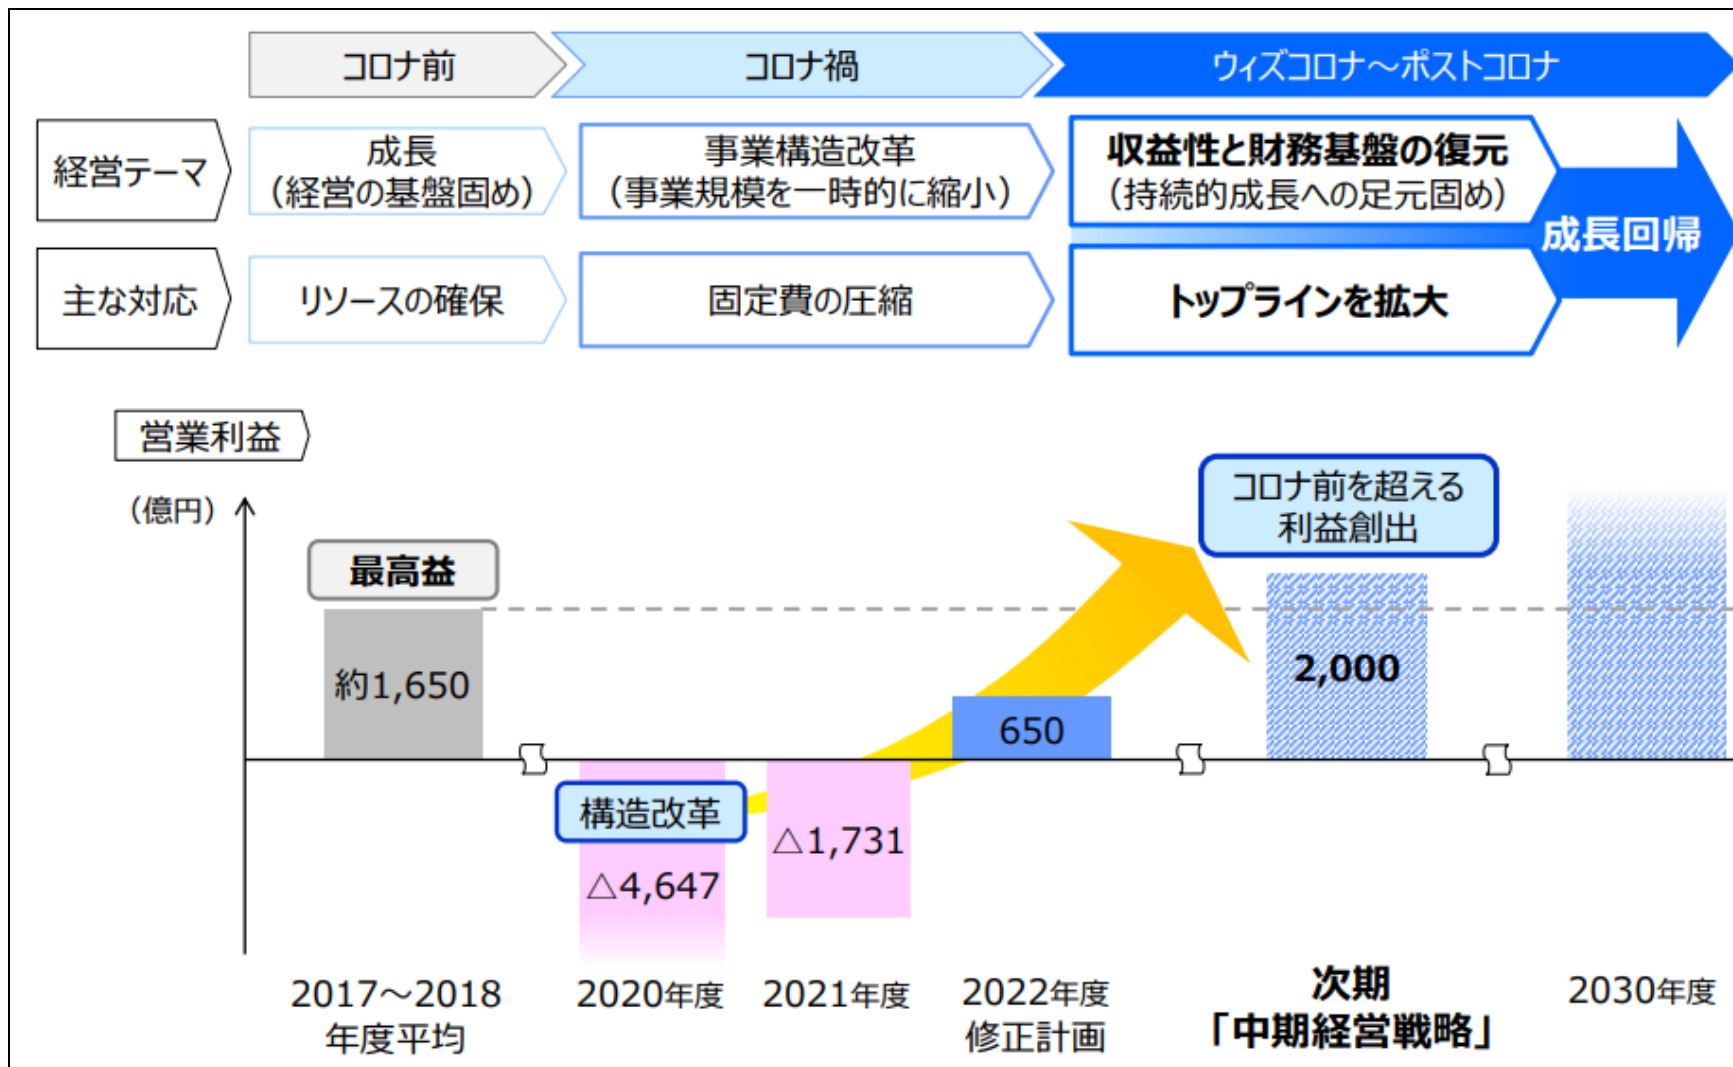 コロナ前
コロナ禍
ウィズコロナ～ポストコロナ
経営テーマ
成長
（経営の基盤固め）
事業構造改革
（事業規模を一時的に縮小）
収益性と財務基盤の復元
（持続的成長への足元固め）
成長回帰
主な対応
リソースの確保
固定費の圧縮
トップラインを拡大
営業利益
（億円）
最高益
約1,650
構造改革
△4,647
△1,731
650
コロナ前を超える
利益創出
2,000
2017～2018
年度平均
2020年度
2021年度
2022年度
修正計画
次期
「中期経営戦略」
2030年度